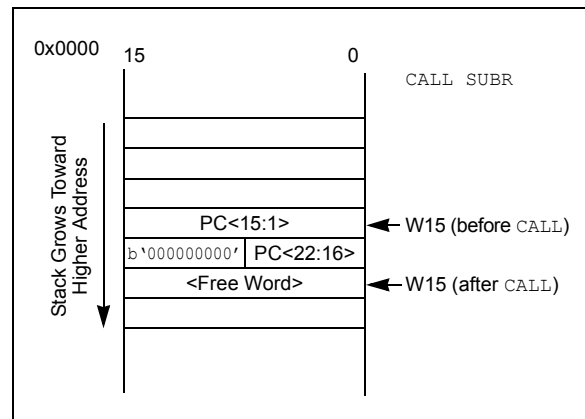 0x0000
15 0
CALL SUBR
Stack Grows Toward
Higher Address
PC<15:1>
W15 (before CALL)
b‘000000000’ PC<22:16>
<Free Word>
W15 (after CALL)